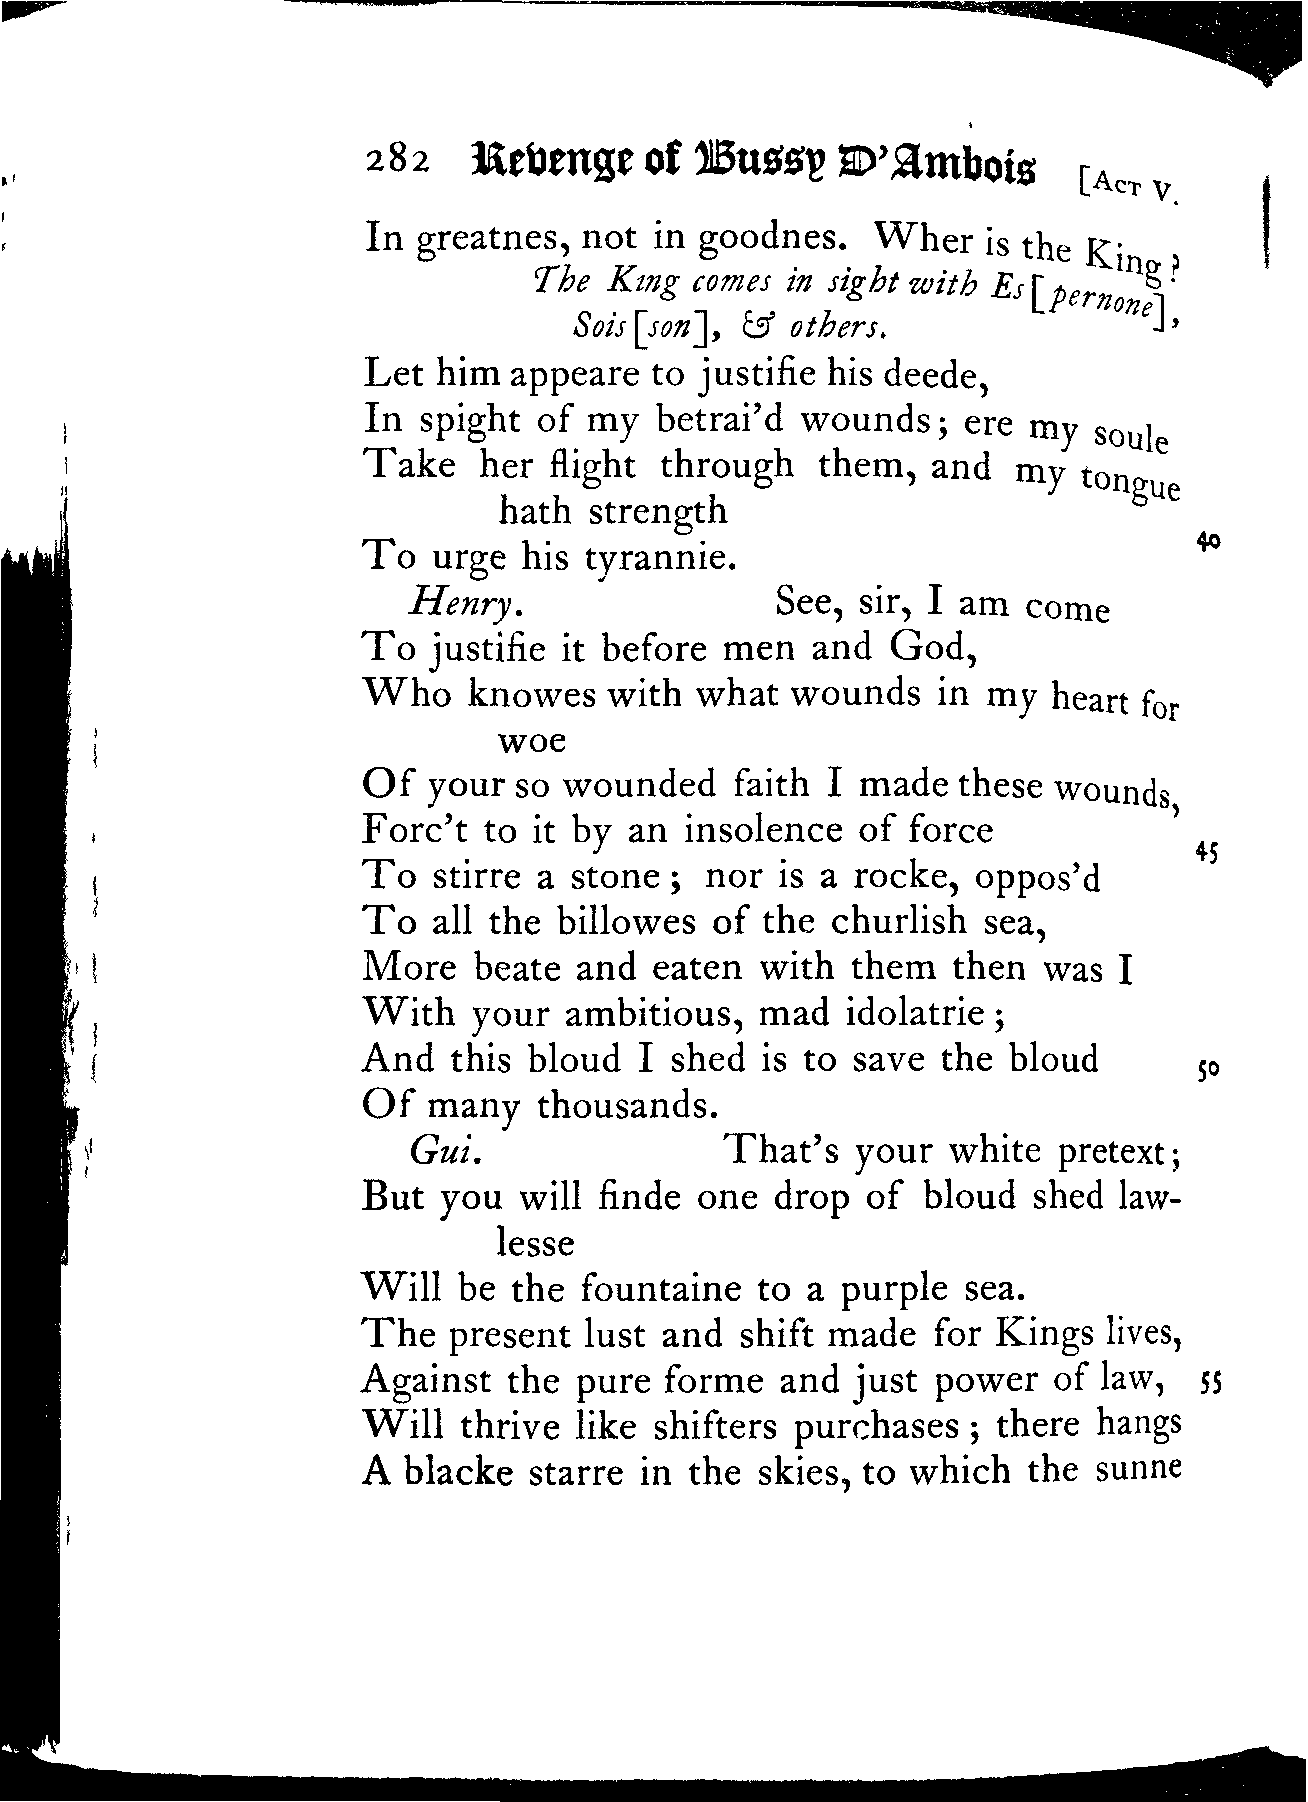 282 Revenge of Bussy D'Ambois [ACT V.
In greatnes, not in goodnes. Wher is the King?
The King comes in sight with Es[pernone],
Sois[son], & others.
Let him appeare to justifie his deede,
In spight of my betrai'd wounds; ere my soule
Take her flight through them, and my tongue
hath strength
40
To urge his tyrannie.
Henry. See, sir, I am come
To justifie it before men and God,
Who knowes with what wounds in my heart for
woe
Of your so wounded faith I made these wounds,
Forc't to it by an insolence of force
45
To stirre a stone; nor is a rocke, oppos'd
To all the billowes of the churlish sea,
More beate and eaten with them then was I
With your ambitious, mad idolatrie;
And this bloud I shed is to save the bloud 50
Of many thousands.
Gui. That's your white pretext;
But you will finde one drop of bloud shed law-
lesse
Will be the fountaine to a purple sea.
The present lust and shift made for Kings lives,
Against the pure forme and just power of law, 55
Will thrive like shifters purchases; there hangs
A blacke starre in the skies, to which the sunne